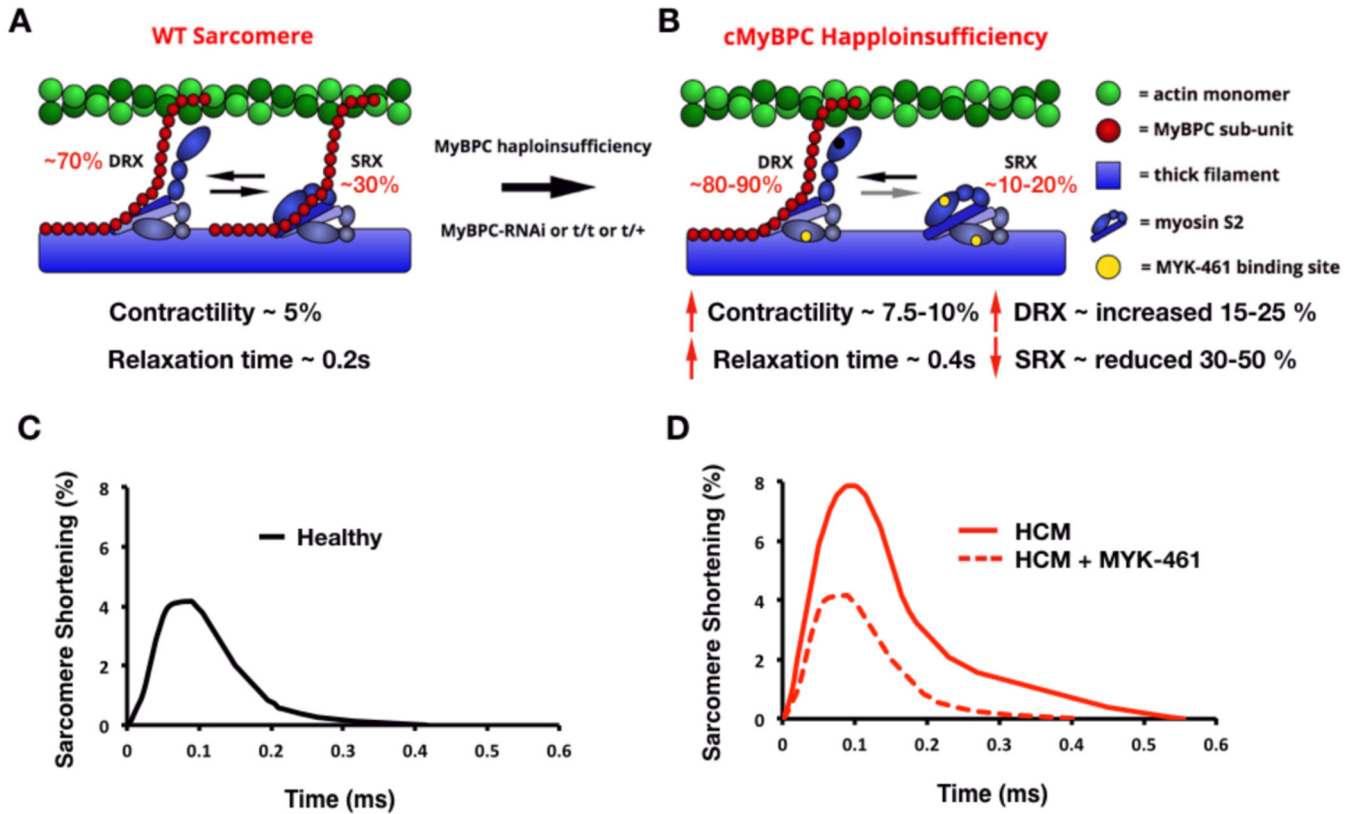 A
WT Sarcomere
~70% DRX
SRX
~30%
MyBPC haploinsufficiency
MyBPC-RNAi or t/t or t/+
Contractility ~ 5%
Relaxation time ~ 0.2s
B
cMyBPC Happloinsufficiency
DRX
~80-90%
SRX
~10-20%
= actin monomer
= MyBPC sub-unit
= thick filament
= myosin S2
= MYK-461 binding site
Contractility ~ 7.5-10%
DRX ~ increased 15-25 %
Relaxation time ~ 0.4s
SRX ~ reduced 30-50 %
C
Sarcomere Shortening (%)
8
6
4
2
0
Healthy
0 0.1 0.2 0.3 0.4 0.5 0.6
Time (ms)
D
Sarcomere Shortening (%)
8
6
4
2
0
HCM
HCM + MYK-461
0 0.1 0.2 0.3 0.4 0.5 0.6
Time (ms)